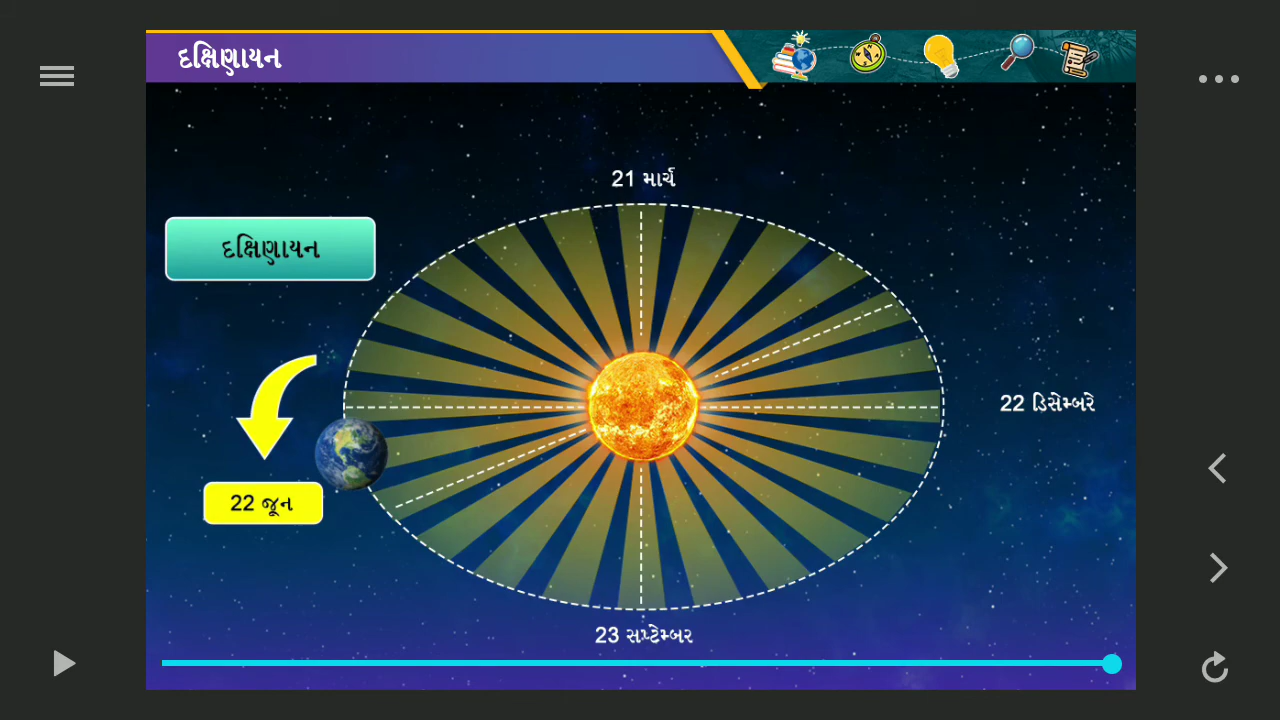 દક્ષિણાયન
21 માર્ચ
દક્ષિણાયન
22 ડિસેમ્બરે
22 જૂન
23 સપ્ટેમ્બર